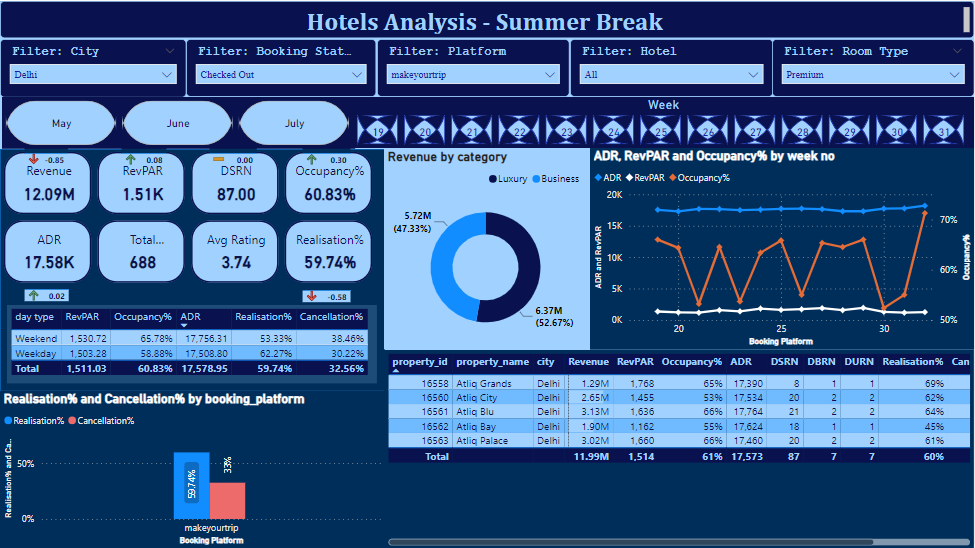 Hotels Analysis - Summer Break
Filter: City
Filter: Booking Stat...
Filter: Platform
Filter: Hotel
Filter: Room Type
Delhi
Checked Out
makeyourtrip
All
Premium
May
June
July
Week
19 20 21 22 23 24 25 26 27 28 29 30 31
-0.85 0.08 0.00 0.30
Revenue RevPAR DSRN Occupancy%
12.09M 1.51K 87.00 60.83%
ADR Total... Avg Rating Realisation%
17.58K 688 3.74 59.74%
0.02 -0.58
day type RevPAR Occupancy% ADR Realisation% Cancellation%
Weekend 1,530.72 65.78% 17,756.31 53.33% 38.46%
Weekday 1,503.28 58.88% 17,508.80 62.27% 30.22%
Total 1,511.03 60.83% 17,578.95 59.74% 32.56%
Revenue by category
Luxury Business
5.72M
(47.33%)
6.37M
(52.67%)
ADR, RevPAR and Occupancy% by week no
ADR RevPAR Occupancy%
ADR and RevPAR
20K
15K
10K
5K
0K
70%
60%
50%
Occupancy%
20 25 30
Booking Platform
property_id property_name city Revenue RevPAR Occupancy% ADR DSRN DBRN DURN Realisation% Can
16558 Atliq Grands Delhi 1.29M 1,768 65% 17,390 8 1 1 69%
16560 Atliq City Delhi 2.65M 1,455 53% 17,534 20 2 2 62%
16561 Atliq Blu Delhi 3.13M 1,636 66% 17,764 21 2 2 64%
16562 Atliq Bay Delhi 1.90M 1,162 55% 17,624 18 1 1 45%
16563 Atliq Palace Delhi 3.02M 1,660 66% 17,460 20 2 2 61%
Total 11.99M 1,514 61% 17,573 87 7 7 60%
Realisation% and Cancellation% by booking_platform
Realisation% Cancellation%
Realisation% and Ca...
50%
0%
59.74%
33%
makeyourtrip
Booking Platform